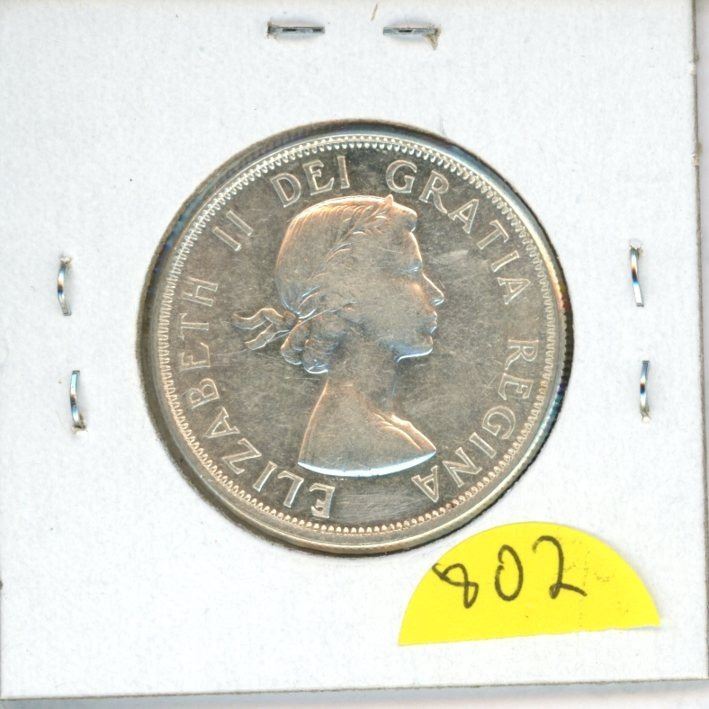 ELIZABETH II DEI GRATIA REGINA
802